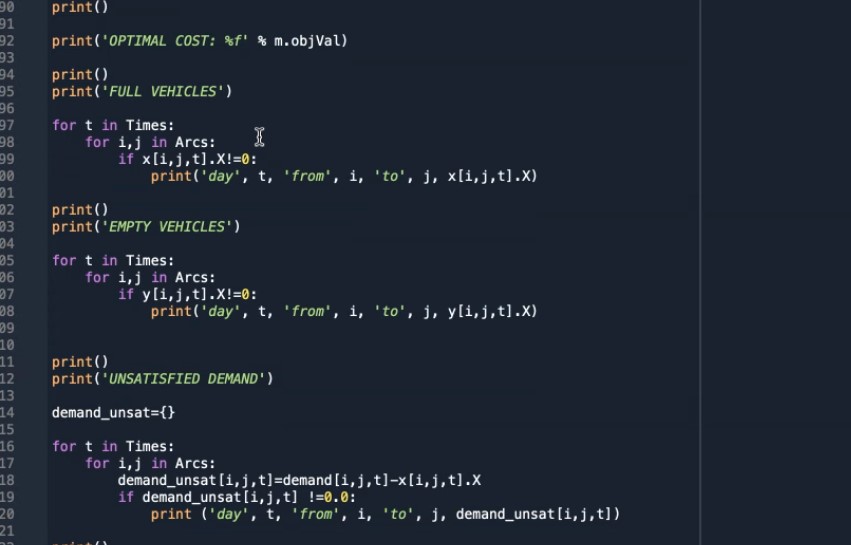 90 print()
91
92 print('OPTIMAL COST: %f' % m.objVal)
93
94 print()
95 print('FULL VEHICLES')
96
97 for t in Times:
98     for i,j in Arcs:
99         if x[i,j,t].X!=0:
00             print('day', t, 'from', i, 'to', j, x[i,j,t].X)
01
02 print()
03 print('EMPTY VEHICLES')
04
05 for t in Times:
06     for i,j in Arcs:
07         if y[i,j,t].X!=0:
08             print('day', t, 'from', i, 'to', j, y[i,j,t].X)
09
10
11 print()
12 print('UNSATISFIED DEMAND')
13
14 demand_unsat={}
15
16 for t in Times:
17     for i,j in Arcs:
18         demand_unsat[i,j,t]=demand[i,j,t]-x[i,j,t].X
19         if demand_unsat[i,j,t] !=0.0:
20             print ('day', t, 'from', i, 'to', j, demand_unsat[i,j,t])
21